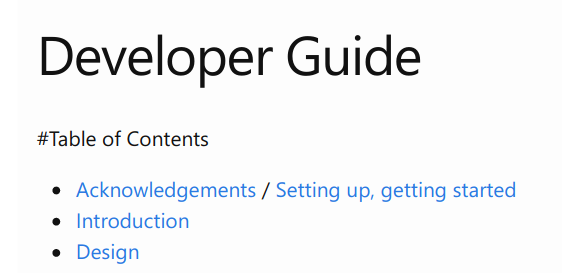 Developer Guide
#Table of Contents
Acknowledgements / Setting up, getting started
Introduction
Design